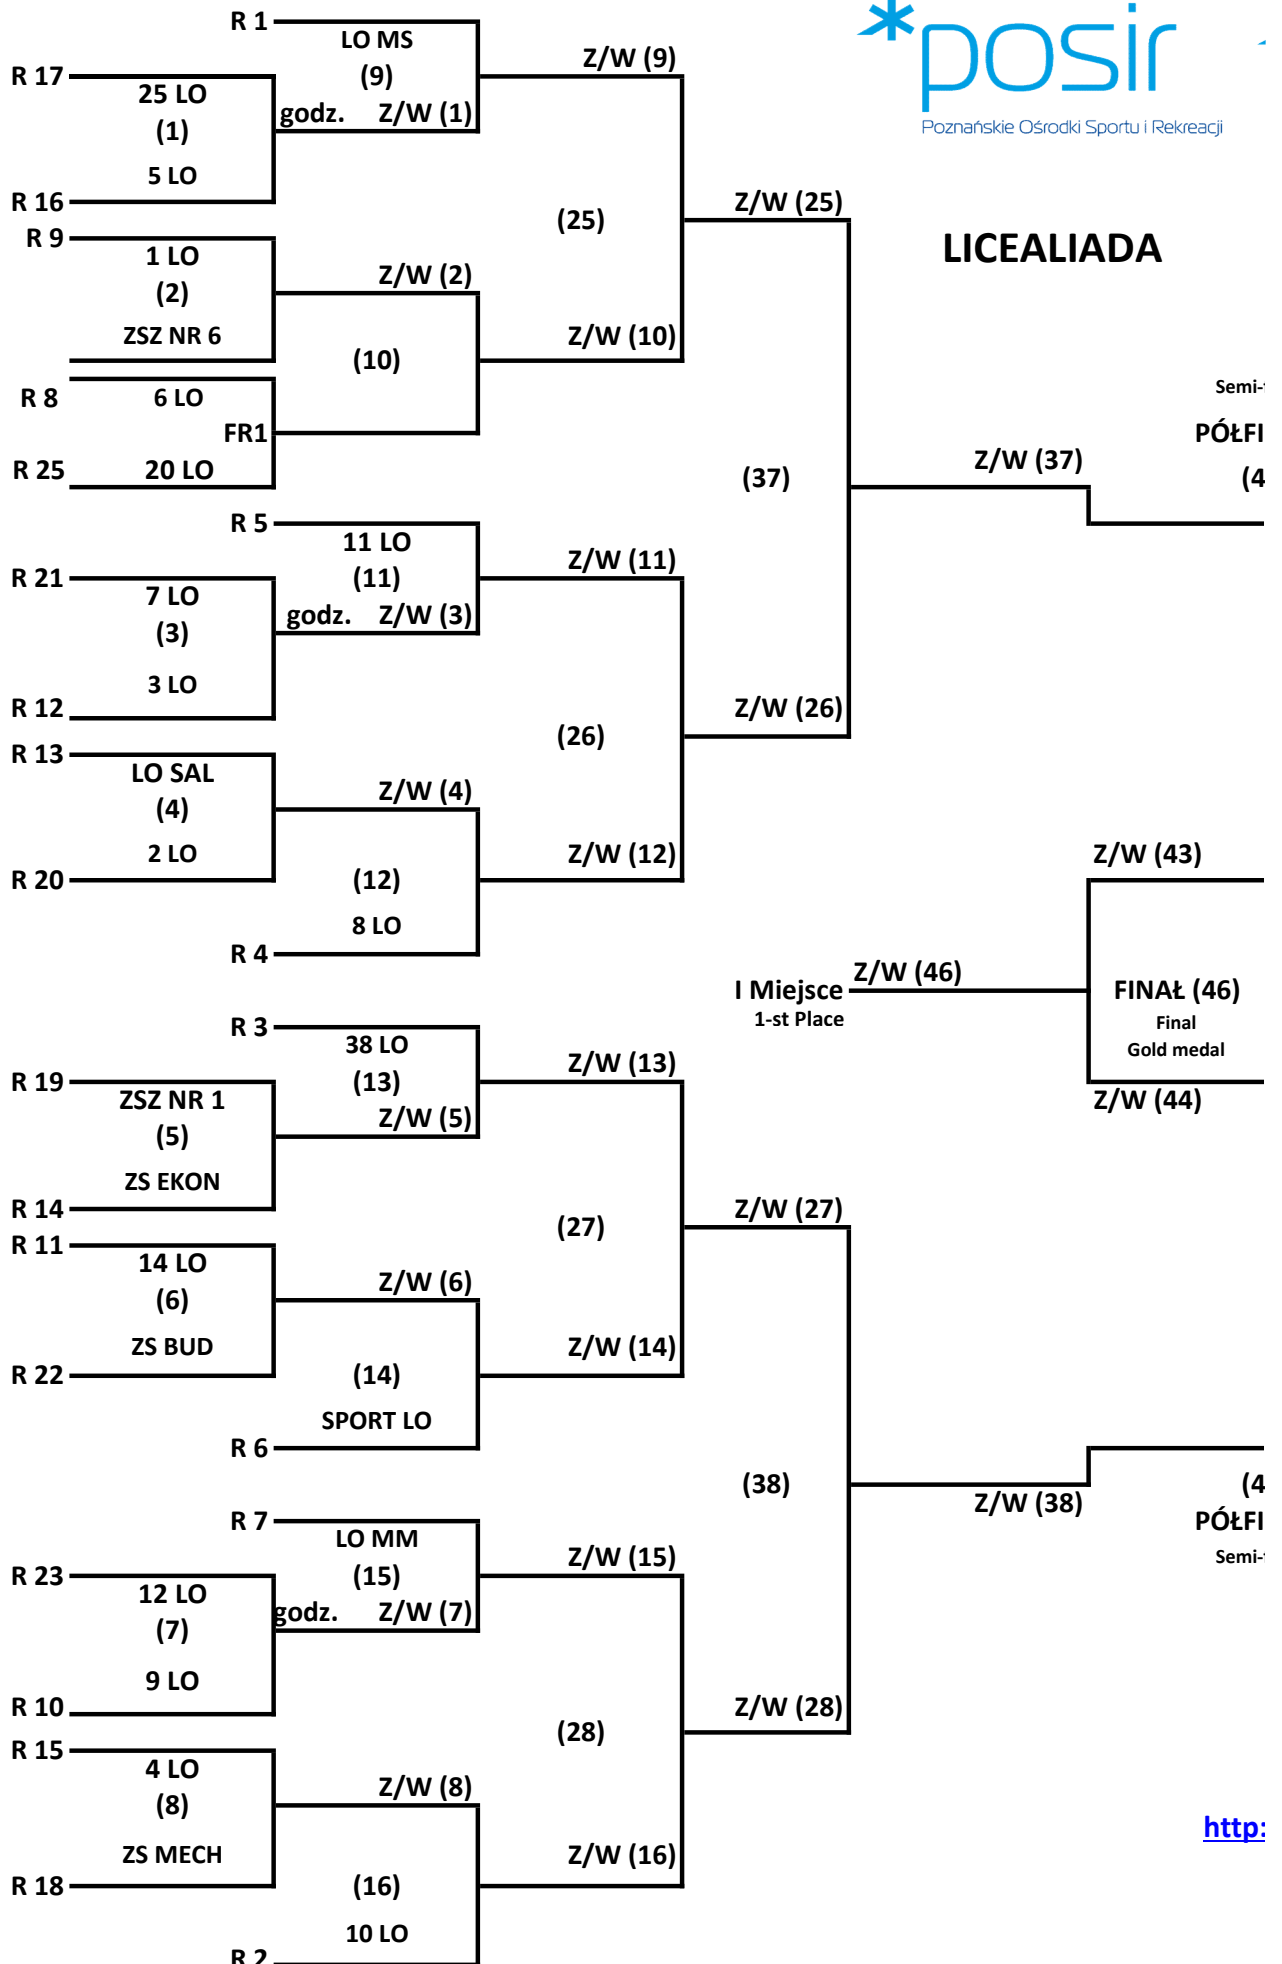 R 1
LO MS
Z/W (9)
posir
R 17
(9)
25 LO
godz. Z/W (1)
(1)
Poznańskie Ośrodki Sportu i Rekreacji
5 LO
R 16
Z/W (25)
(25)
R 9
LICEALIADA
1 LO
Z/W (2)
(2)
ZSZ NR 6
Z/W (10)
(10)
R 8
6 LO
Semi-
FR1
PÓŁFI
R 25
20 LO
Z/W (37)
(37)
(4
R 5
11 LO
Z/W (11)
R 21
(11)
7 LO
godz. Z/W (3)
(3)
3 LO
R 12
Z/W (26)
(26)
R 13
LO SAL
Z/W (4)
(4)
2 LO
Z/W (12)
Z/W (43)
R 20
(12)
8 LO
R 4
Z/W (46)
I Miejsce
FINAŁ (46)
1-st Place
Final
R 3
38 LO
Gold medal
Z/W (13)
R 19
(13)
ZSZ NR 1
Z/W (5)
Z/W (44)
(5)
ZS EKON
R 14
Z/W (27)
(27)
R 11
14 LO
Z/W (6)
(6)
ZS BUD
Z/W (14)
R 22
(14)
SPORT LO
R 6
(38)
(4
Z/W (38)
R 7
PÓŁFI
LO MM
Z/W (15)
Semi-
R 23
(15)
12 LO
godz. Z/W (7)
(7)
9 LO
R 10
Z/W (28)
(28)
R 15
4 LO
Z/W (8)
(8)
http:
ZS MECH
Z/W (16)
R 18
(16)
10 LO
R 2